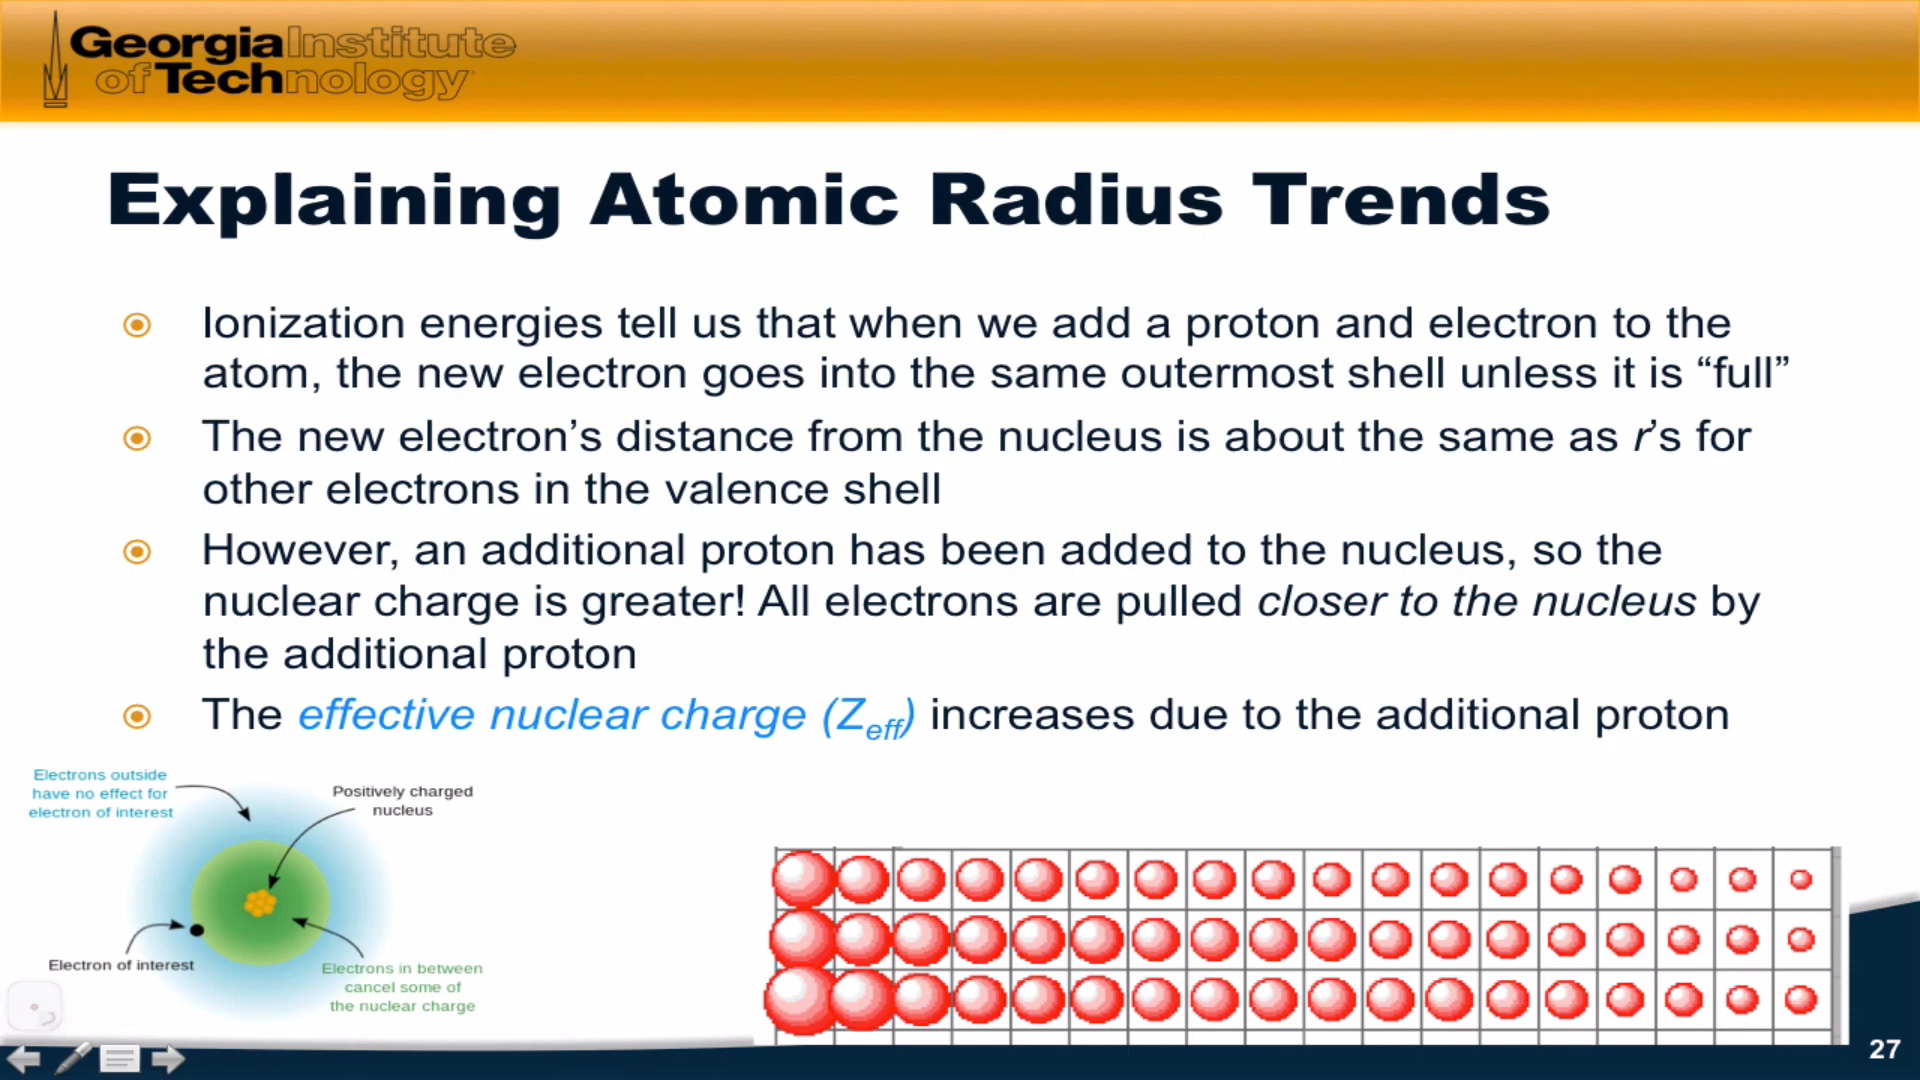 Georgia Institute
of Technology
Explaining Atomic Radius Trends
Ionization energies tell us that when we add a proton and electron to the
atom, the new electron goes into the same outermost shell unless it is “full”
The new electron’s distance from the nucleus is about the same as r’s for
other electrons in the valence shell
However, an additional proton has been added to the nucleus, so the
nuclear charge is greater! All electrons are pulled closer to the nucleus by
the additional proton
The effective nuclear charge (Zeff) increases due to the additional proton
Electrons outside
have no effect for
electron of interest
Positively charged
nucleus
Electron of interest
Electrons in between
cancel some of
the nuclear charge
27